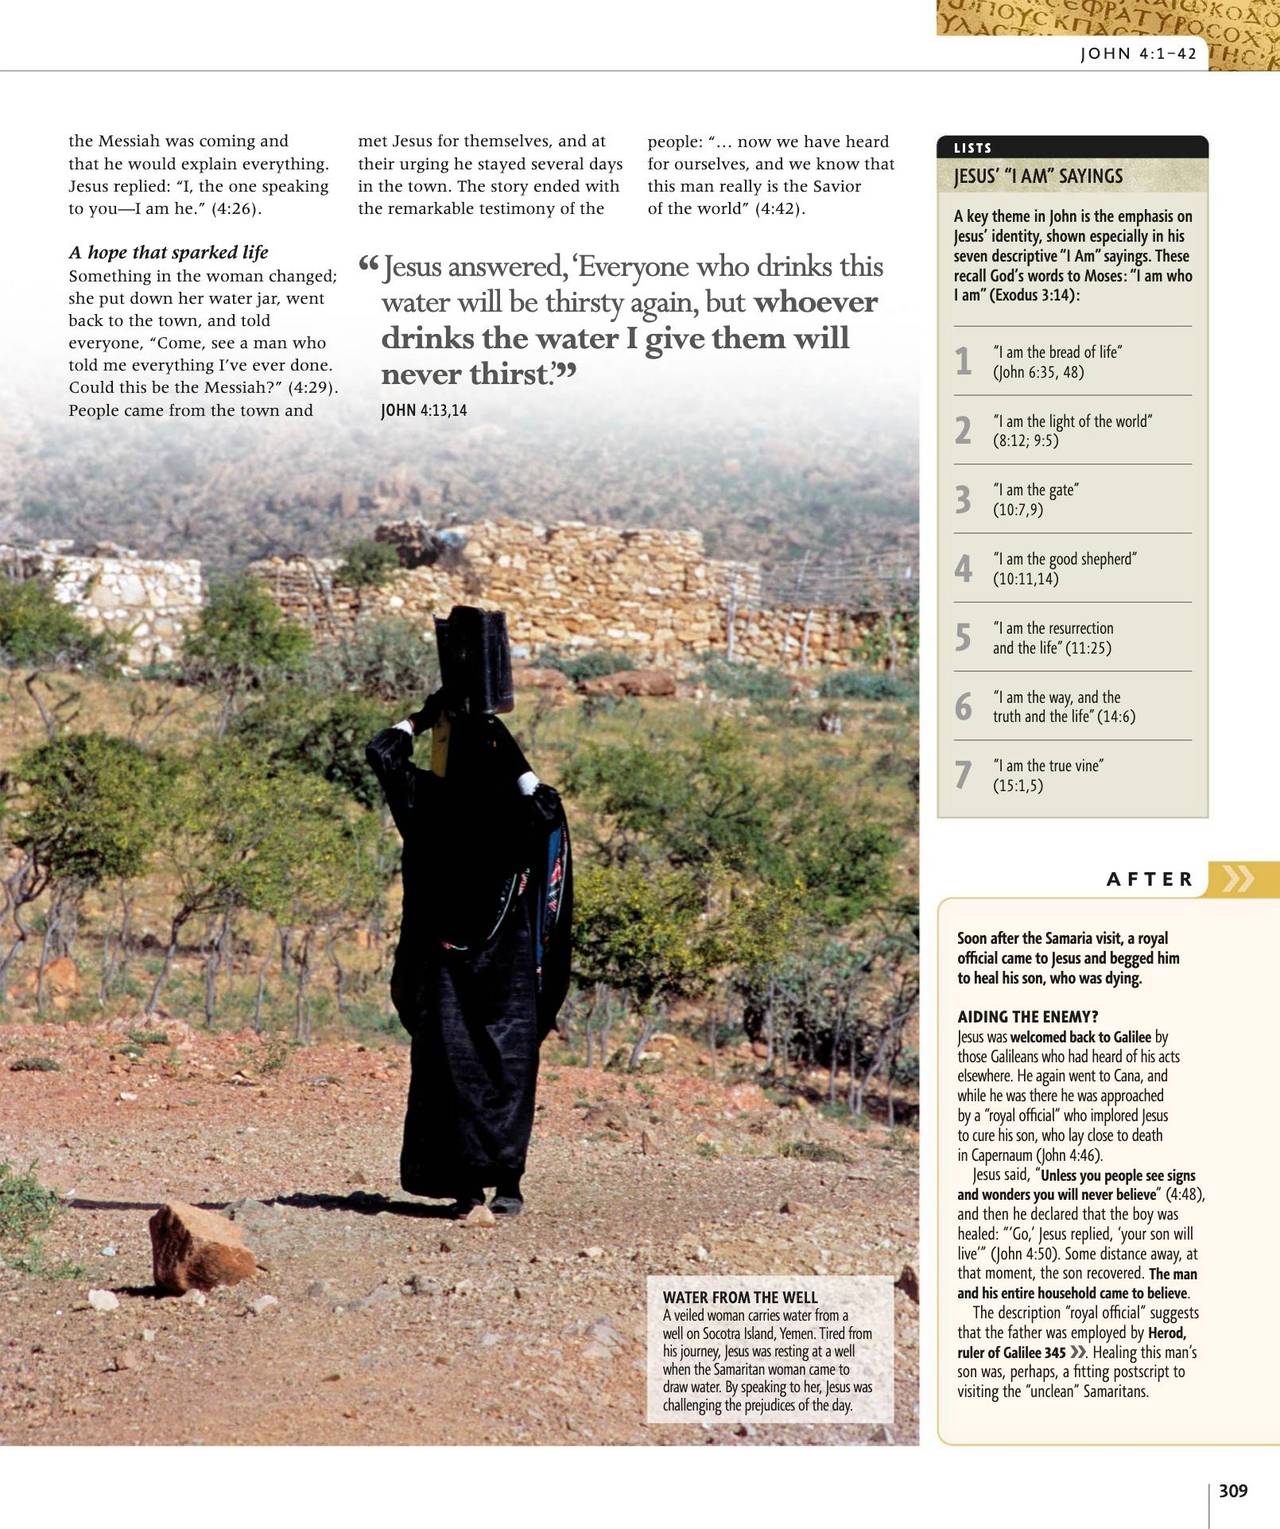 JOHN 4:1–42
the Messiah was coming and
that he would explain everything.
Jesus replied: “I, the one speaking
to you—I am he.” (4:26).
A hope that sparked life
Something in the woman changed;
she put down her water jar, went
back to the town, and told
everyone, “Come, see a man who
told me everything I’ve ever done.
Could this be the Messiah?” (4:29).
People came from the town and
met Jesus for themselves, and at
their urging he stayed several days
in the town. The story ended with
the remarkable testimony of the
people: “... now we have heard
for ourselves, and we know that
this man really is the Savior
of the world” (4:42).
“Jesus answered, ‘Everyone who drinks this
water will be thirsty again, but whoever
drinks the water I give them will
never thirst.’”
JOHN 4:13,14
WATER FROM THE WELL
A veiled woman carries water from a
well on Socotra Island, Yemen. Tired from
his journey, Jesus was resting at a well
when the Samaritan woman came to
draw water. By speaking to her, Jesus was
challenging the prejudices of the day.
LISTS
JESUS’ “I AM” SAYINGS
A key theme in John is the emphasis on
Jesus’ identity, shown especially in his
seven descriptive “I Am” sayings. These
recall God’s words to Moses: “I am who
I am” (Exodus 3:14):
1 “I am the bread of life”
(John 6:35, 48)
2 “I am the light of the world”
(8:12; 9:5)
3 “I am the gate”
(10:7,9)
4 “I am the good shepherd”
(10:11,14)
5 “I am the resurrection
and the life” (11:25)
6 “I am the way, and the
truth and the life” (14:6)
7 “I am the true vine”
(15:1,5)
AFTER »
Soon after the Samaria visit, a royal
official came to Jesus and begged him
to heal his son, who was dying.
AIDING THE ENEMY?
Jesus was welcomed back to Galilee by
those Galileans who had heard of his acts
elsewhere. He again went to Cana, and
while he was there he was approached
by a “royal official” who implored Jesus
to cure his son, who lay close to death
in Capernaum (John 4:46).
Jesus said, “Unless you people see signs
and wonders you will never believe” (4:48),
and then he declared that the boy was
healed: “‘Go,’ Jesus replied, ‘your son will
live’” (John 4:50). Some distance away, at
that moment, the son recovered. The man
and his entire household came to believe.
The description “royal official” suggests
that the father was employed by Herod,
ruler of Galilee 345 ». Healing this man’s
son was, perhaps, a fitting postscript to
visiting the “unclean” Samaritans.
309